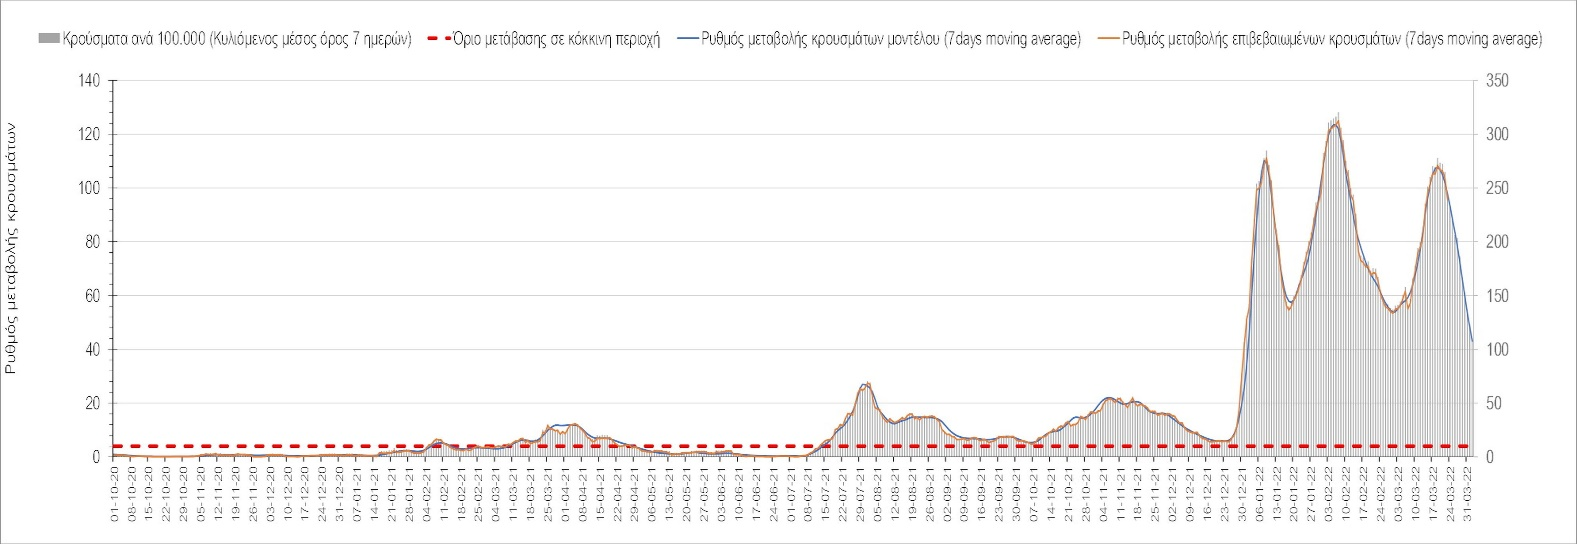 Κρούσματα ανά 100.000 (Κυλιόμενος μέσος όρος 7 ημερών) Όριο μετάβασης σε κόκκινη περιοχή Ρυθμός μεταβολής κρουσμάτων μοντέλου (7days moving average) Ρυθμός μεταβολής επιβεβαιωμένων κρουσμάτων (7days moving average)
Ρυθμός μεταβολής κρουσμάτων
140 350
120 300
100 250
80 200
60 150
40 100
20 50
0 0
01-10-20 08-10-20 15-10-20 22-10-20 29-10-20 05-11-20 12-11-20 19-11-20 26-11-20 03-12-20 10-12-20 17-12-20 24-12-20 31-12-20 07-01-21 14-01-21 21-01-21 28-01-21 04-02-21 11-02-21 18-02-21 25-02-21 04-03-21 11-03-21 18-03-21 25-03-21 01-04-21 08-04-21 15-04-21 22-04-21 29-04-21 06-05-21 13-05-21 20-05-21 27-05-21 03-06-21 10-06-21 17-06-21 24-06-21 01-07-21 08-07-21 15-07-21 22-07-21 29-07-21 05-08-21 12-08-21 19-08-21 26-08-21 02-09-21 09-09-21 16-09-21 23-09-21 30-09-21 07-10-21 14-10-21 21-10-21 28-10-21 04-11-21 11-11-21 18-11-21 25-11-21 02-12-21 09-12-21 16-12-21 23-12-21 30-12-21 06-01-22 13-01-22 20-01-22 27-01-22 03-02-22 10-02-22 17-02-22 24-02-22 03-03-22 10-03-22 17-03-22 24-03-22 31-03-22